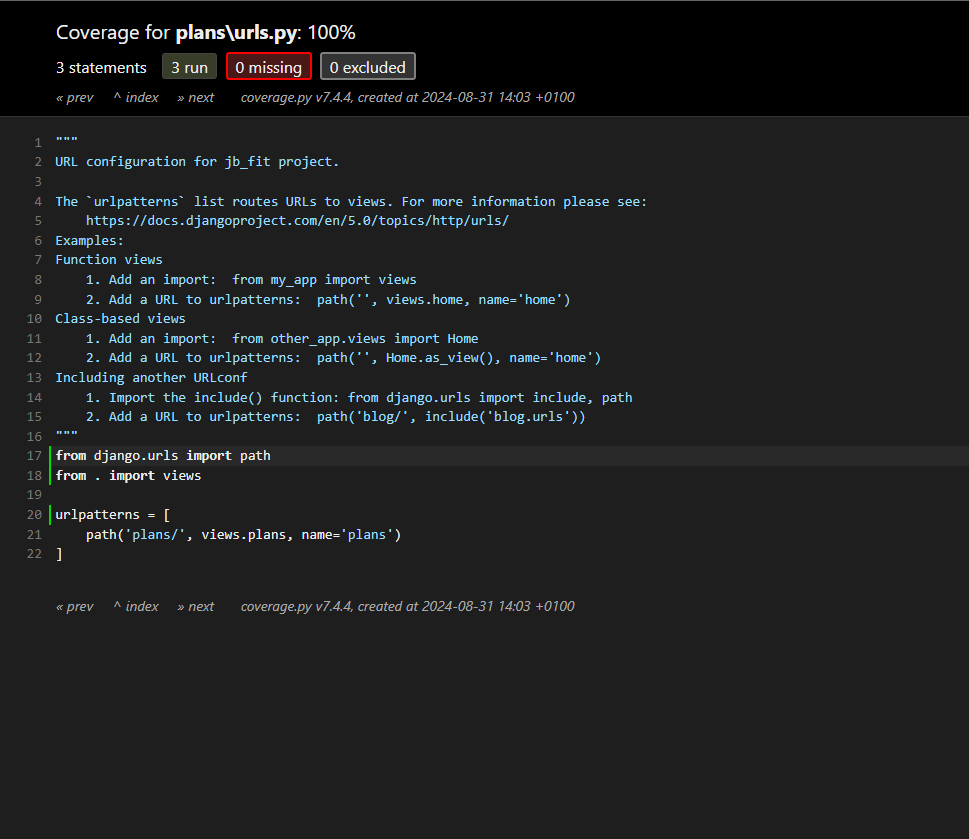 Coverage for plans\urls.py: 100%
3 statements 3 run 0 missing 0 excluded
« prev ^ index » next coverage.py v7.4.4, created at 2024-08-31 14:03 +0100
1 """
2 URL configuration for jb_fit project.
3
4 The `urlpatterns` list routes URLs to views. For more information please see:
5     https://docs.djangoproject.com/en/5.0/topics/http/urls/
6 Examples:
7 Function views
8     1. Add an import:  from my_app import views
9     2. Add a URL to urlpatterns:  path('', views.home, name='home')
10 Class-based views
11     1. Add an import:  from other_app.views import Home
12     2. Add a URL to urlpatterns:  path('', Home.as_view(), name='home')
13 Including another URLconf
14     1. Import the include() function: from django.urls import include, path
15     2. Add a URL to urlpatterns:  path('blog/', include('blog.urls'))
16 """
17 from django.urls import path
18 from . import views
19
20 urlpatterns = [
21     path('plans/', views.plans, name='plans')
22 ]
« prev ^ index » next coverage.py v7.4.4, created at 2024-08-31 14:03 +0100